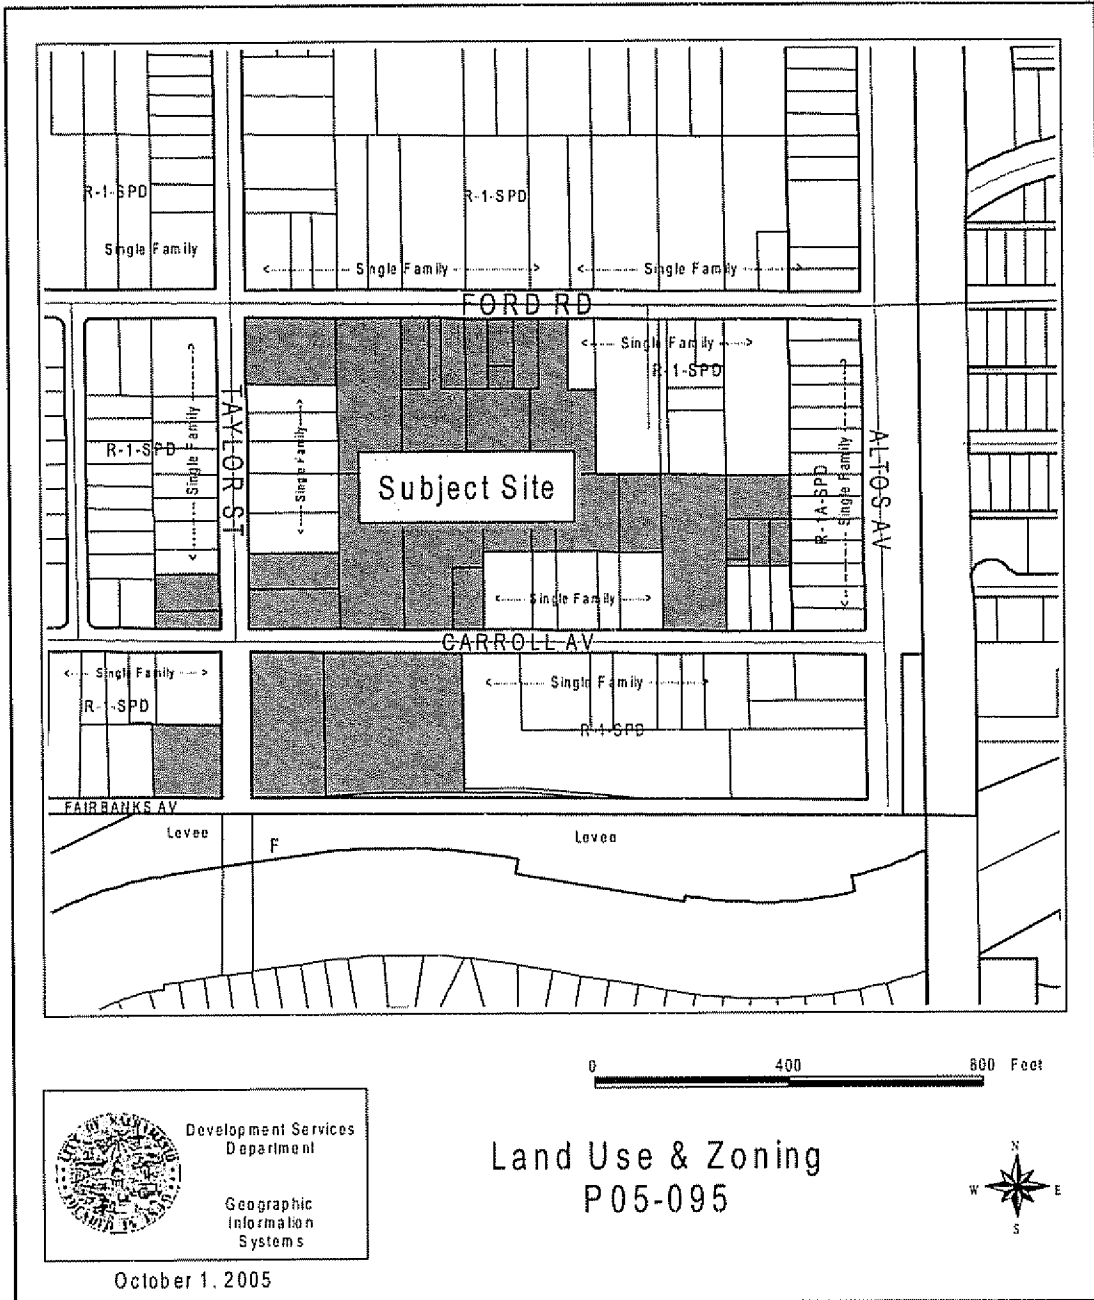 R-1-SPD
R-1-SPD
Single Family
Single Family
Single Family
FORD RD
Single Family
R-1-SPD
TAYLOR ST
Single Family
R-1-SPD
Single Family
Subject Site
R-1A-SPD
Single Family
ALTOS AV
Single Family
CARROLL AV
Single Family
R-1-SPD
Single Family
R-1-SPD
FAIRBANKS AV
Levee
F
Levee
0 400 800 Feet
CITY OF SACRAMENTO
Development Services
Department
Geographic
Information
Systems
Land Use & Zoning
P05-095
N
W E
S
October 1, 2005